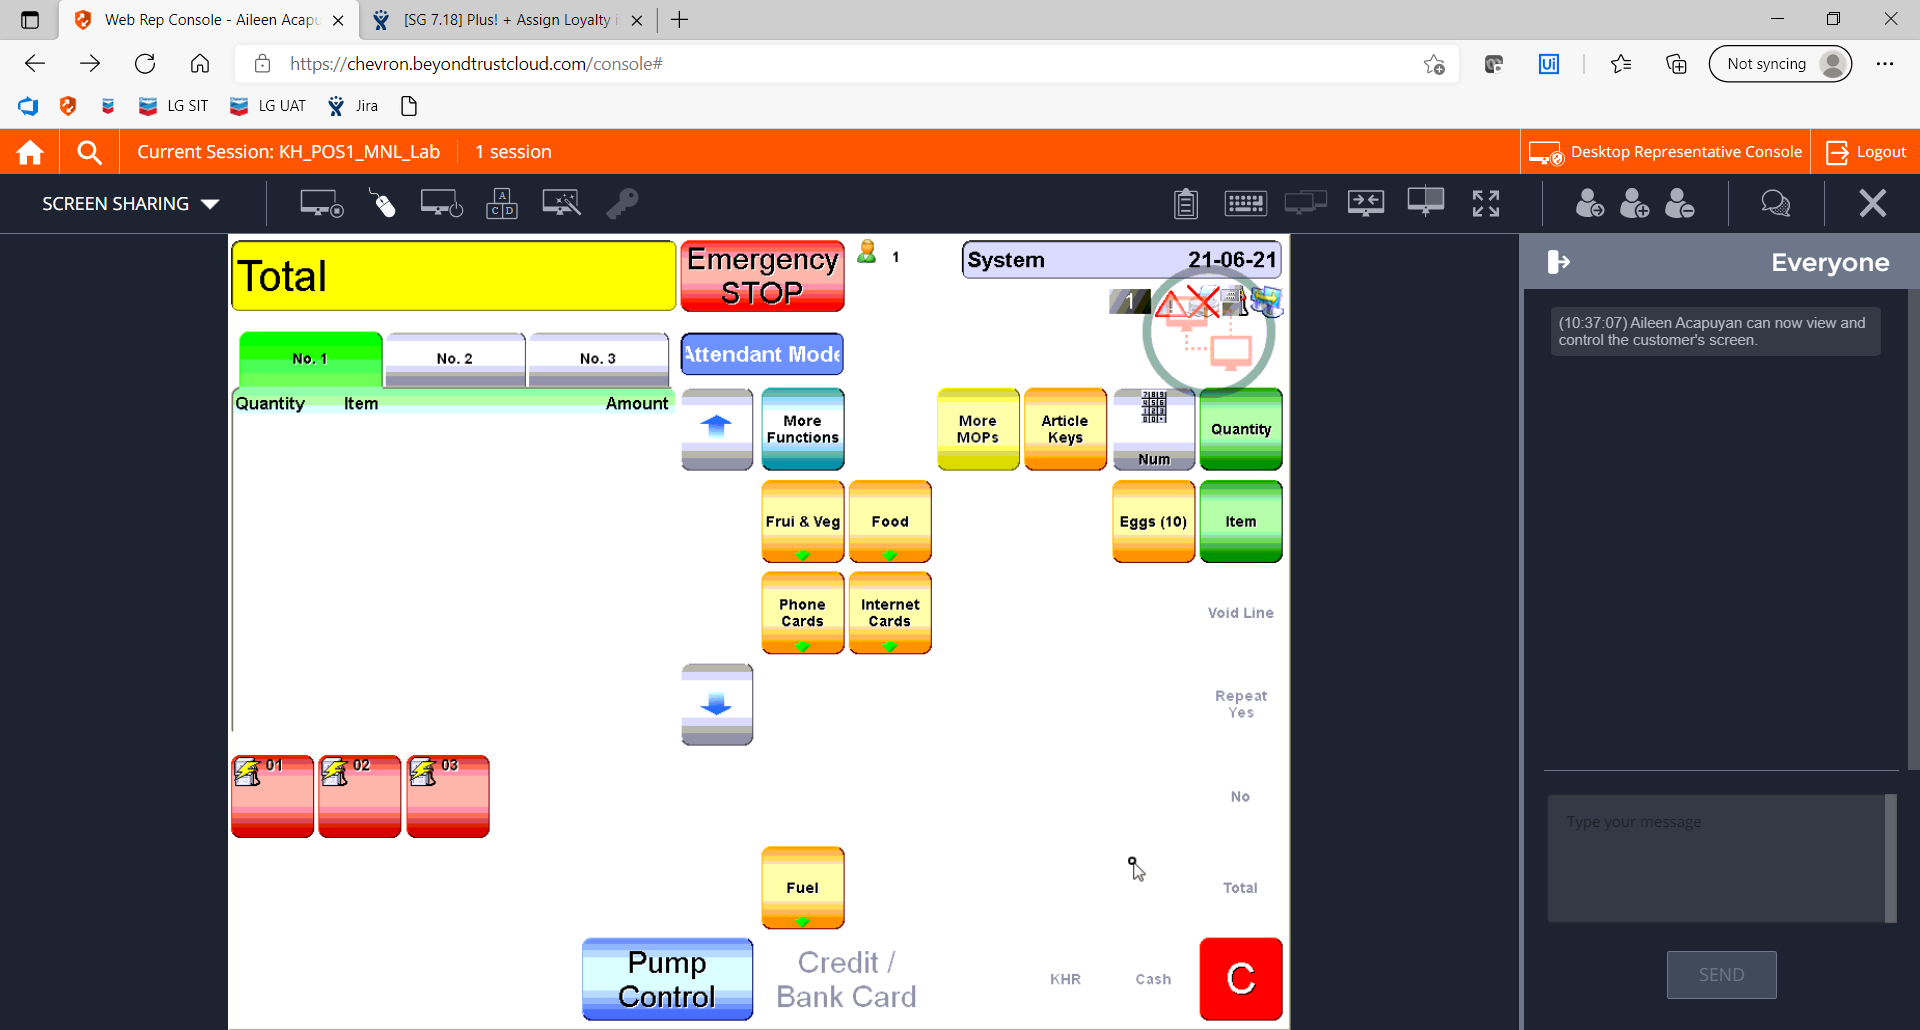 Web Rep Console - Aileen Acapu
[SG 7.18] Plus! + Assign Loyalty i
https://chevron.beyondtrustcloud.com/console#
Not syncing
LG SIT
LG UAT
Jira
Current Session: KH_POS1_MNL_Lab
1 session
Desktop Representative Console
Logout
SCREEN SHARING
A
C D
Total
Emergency
STOP
1
System 21-06-21
1
No. 1
No. 2
No. 3
Attendant Mode
Quantity Item Amount
More
Functions
More
MOPs
Article
Keys
Num
Quantity
Frui & Veg
Food
Eggs (10)
Item
Phone
Cards
Internet
Cards
Void Line
Repeat
Yes
01
02
03
No
Fuel
Total
Pump
Control
Credit /
Bank Card
KHR
Cash
C
Everyone
(10:37:07) Aileen Acapuyan can now view and
control the customer's screen.
Type your message
SEND